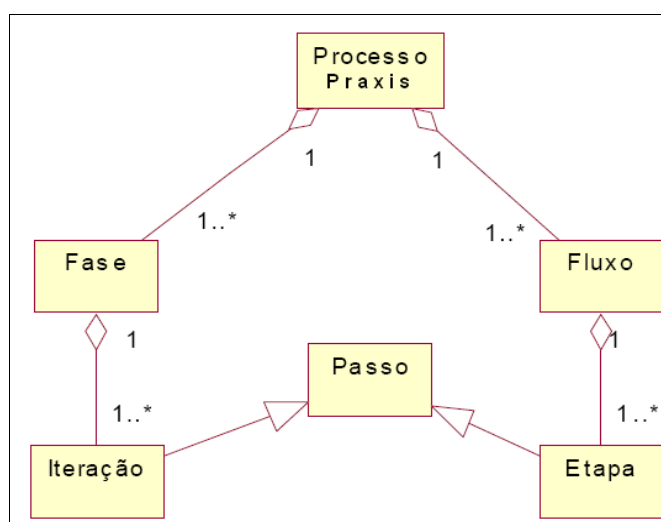 Processo
Praxis
1
1
1..*
1..*
Fase
Fluxo
1
1
Passo
1..*
1..*
Iteração
Etapa